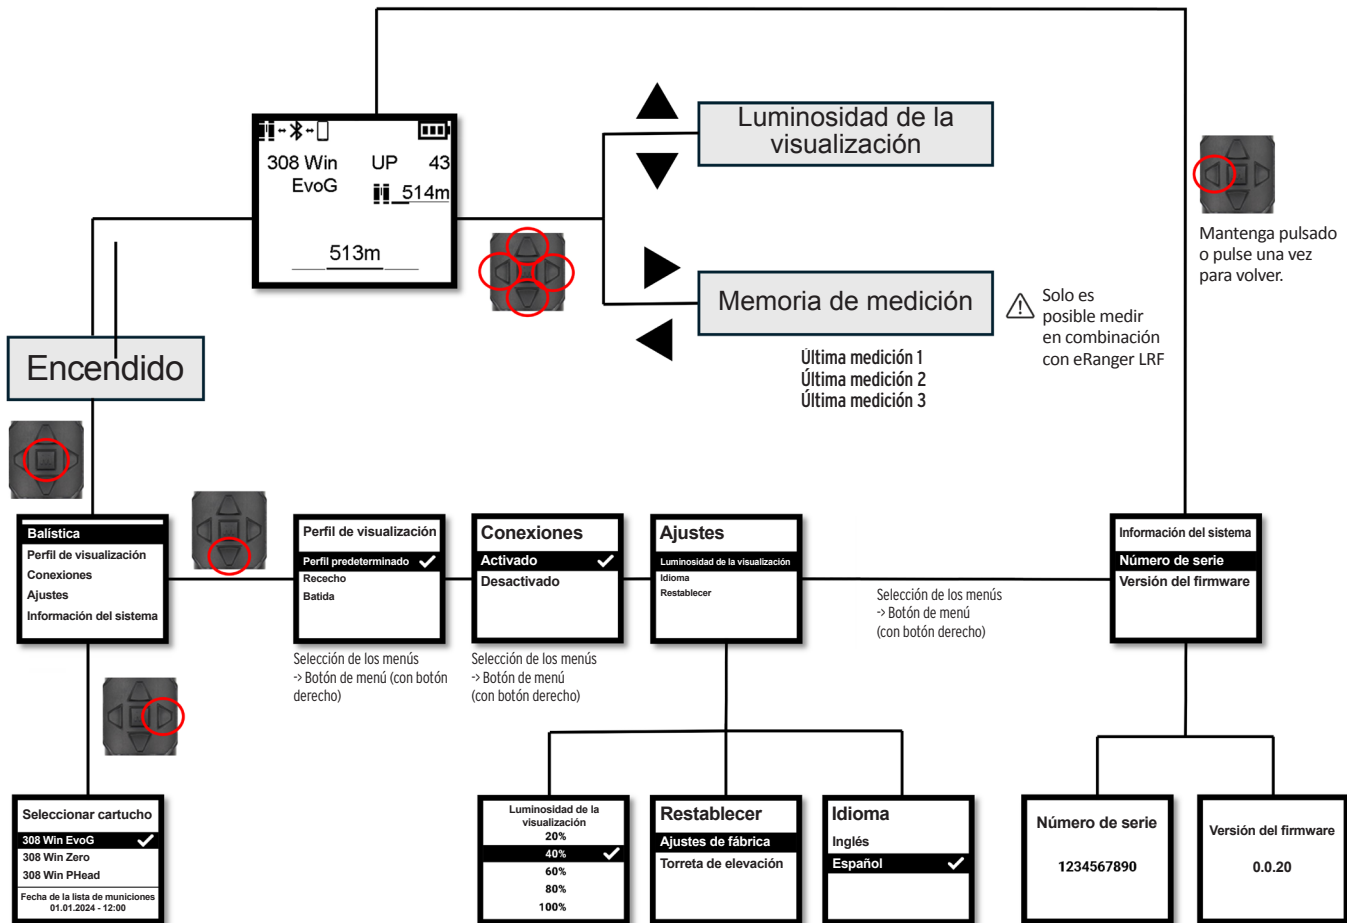 308 Win UP 43
EvoG 514m
513m
Luminosidad de la
visualización
Memoria de medición
Última medición 1
Última medición 2
Última medición 3
Solo es
posible medir
en combinación
con eRanger LRF
Mantenga pulsado
o pulse una vez
para volver.
Encendido
Balística
Perfil de visualización
Conexiones
Ajustes
Información del sistema
Perfil de visualización
Perfil predeterminado
Rececho
Batida
Selección de los menús
-> Botón de menú (con botón
derecho)
Conexiones
Activado
Desactivado
Selección de los menús
-> Botón de menú
(con botón derecho)
Ajustes
Luminosidad de la visualización
Idioma
Restablecer
Selección de los menús
-> Botón de menú
(con botón derecho)
Información del sistema
Número de serie
Versión del firmware
Seleccionar cartucho
308 Win EvoG
308 Win Zero
308 Win PHead
Fecha de la lista de municiones
01.01.2024 - 12:00
Luminosidad de la
visualización
20%
40%
60%
80%
100%
Restablecer
Ajustes de fábrica
Torreta de elevación
Idioma
Inglés
Español
Número de serie
1234567890
Versión del firmware
0.0.20